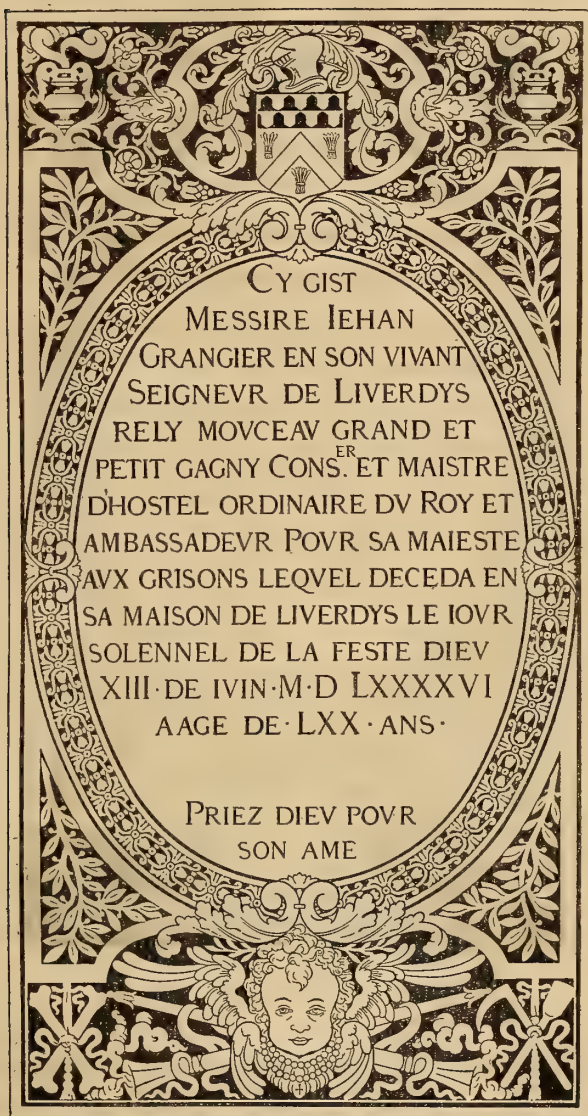 CY GIST
MESSIRE IEHAN
GRANGIER EN SON VIVANT
SEIGNEVR DE LIVERDYS
RELY MOVCEAV GRAND ET
PETIT GAGNY CONS.ER ET MAISTRE
D'HOSTEL ORDINAIRE DV ROY ET
AMBASSADEVR POVR SA MAIESTE
AVX GRISONS LEQVEL DECEDA EN
SA MAISON DE LIVERDYS LE IOVR
SOLENNEL DE LA FESTE DIEV
XIII·DE IVIN·M·D LXXXXVI
AAGE DE·LXX·ANS·
PRIEZ DIEV POVR
SON AME